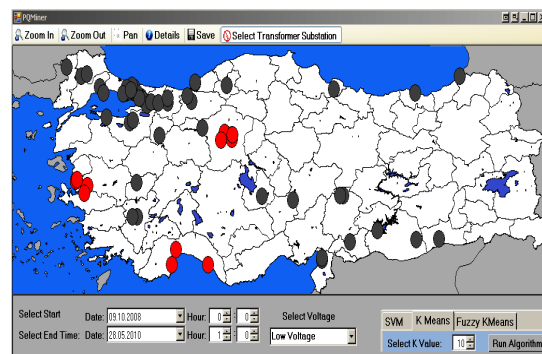 PQMiner
Zoom In Zoom Out Pan Details Save Select Transformer Substation
Select Start Date: 09.10.2008 Hour: 0 : 0 Select Voltage
Select End Time: Date: 28.05.2010 Hour: 1 : 0 Low Voltage
SVM K Means Fuzzy KMeans
Select K Value: 10 Run Algorithm